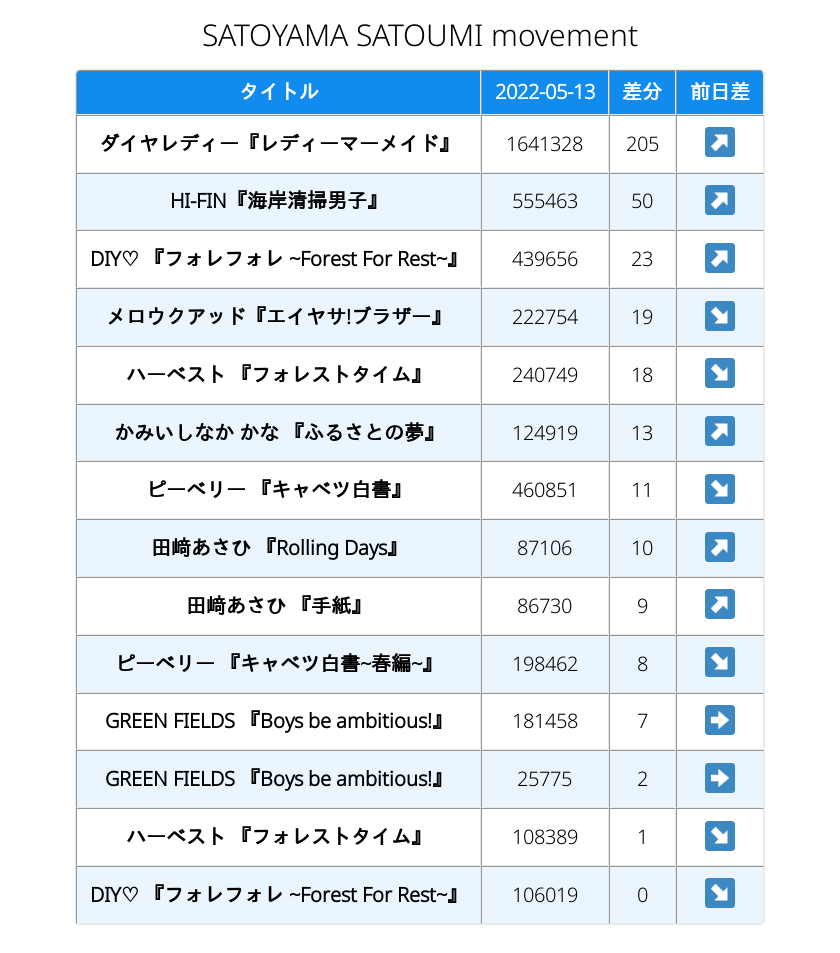 SATOYAMA SATOUMI movement
タイトル 2022-05-13 差分 前日差
ダイヤレディー『レディーマーメイド』 1641328 205 ↗
HI-FIN『海岸清掃男子』 555463 50 ↗
DIY♡ 『フォレフォレ ~Forest For Rest~』 439656 23 ↗
メロウクアッド『エイヤサ!ブラザー』 222754 19 ↘
ハーベスト 『フォレストタイム』 240749 18 ↘
かみいしなか かな 『ふるさとの夢』 124919 13 ↗
ピーベリー 『キャベツ白書』 460851 11 ↘
田﨑あさひ 『Rolling Days』 87106 10 ↗
田﨑あさひ 『手紙』 86730 9 ↗
ピーベリー 『キャベツ白書~春編~』 198462 8 ↘
GREEN FIELDS 『Boys be ambitious!』 181458 7 ➡
GREEN FIELDS 『Boys be ambitious!』 25775 2 ➡
ハーベスト 『フォレストタイム』 108389 1 ↘
DIY♡ 『フォレフォレ ~Forest For Rest~』 106019 0 ↘